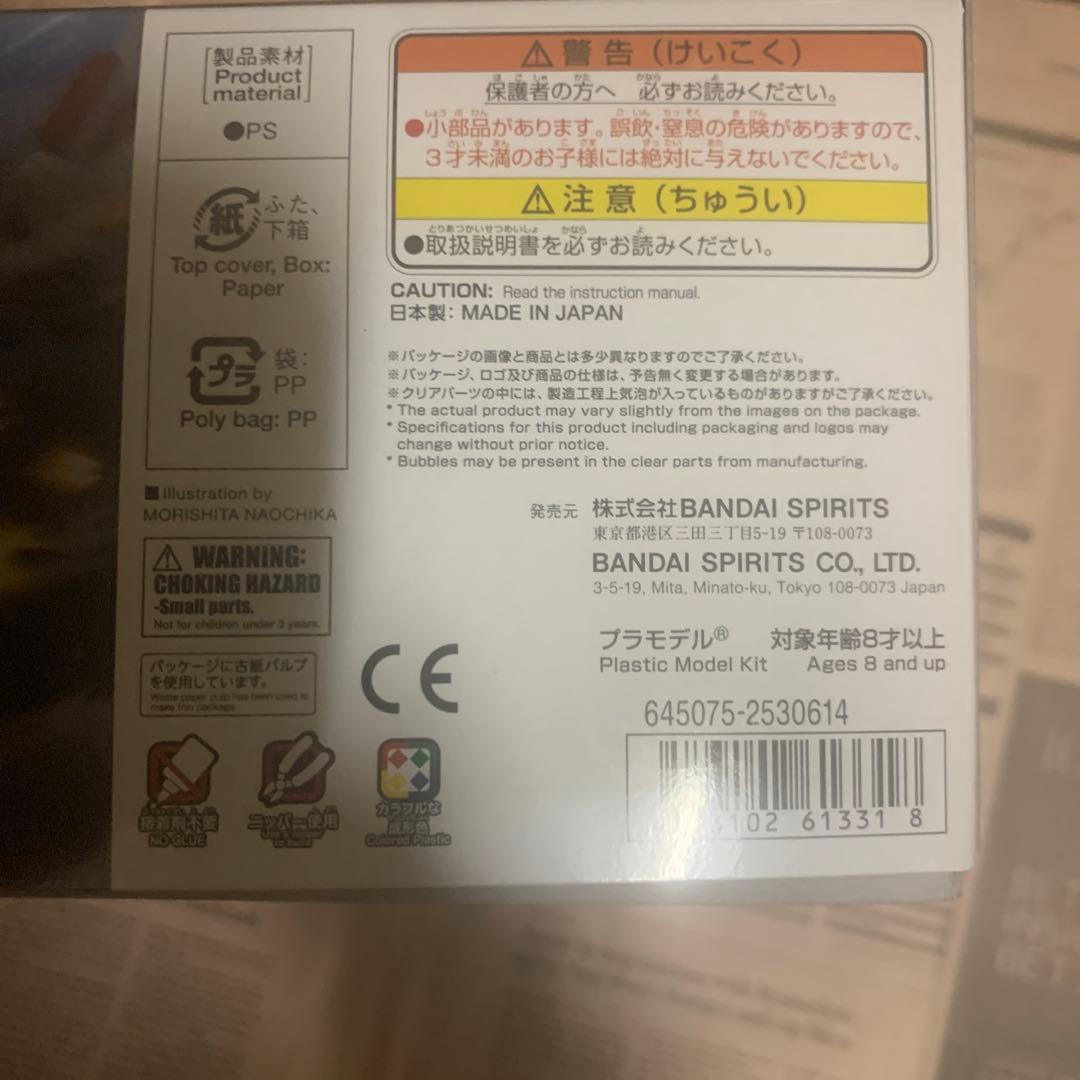 [製品素材]
Product
material
●PS
紙
ふた、
下箱
Top cover, Box:
Paper
プラ
袋:
PP
Poly bag: PP
■Illustration by
MORISHITA NAOCHIKA
⚠ WARNING:
CHOKING HAZARD
-Small parts.
Not for children under 3 years.
パッケージに古紙パルプ
を使用しています。
Waste paper pulp has been used to
make this package
接着剤不要
NO GLUE
ニッパー使用
to build
カラフルな
成形色
Colored Plastic
⚠ 警告(けいこく)
保護者の方へ 必ずお読みください。
●小部品があります。誤飲・窒息の危険がありますので、
3才未満のお子様には絶対に与えないでください。
⚠ 注意(ちゅうい)
●取扱説明書を必ずお読みください。
CAUTION: Read the instruction manual.
日本製: MADE IN JAPAN
※パッケージの画像と商品とは多少異なりますのでご了承ください。
※パッケージ、ロゴ及び商品の仕様は、予告無く変更する場合があります。
※クリアパーツの中には、製造工程上気泡が入っているものがありますがご了承ください。
* The actual product may vary slightly from the images on the package.
* Specifications for this product including packaging and logos may
change without prior notice.
* Bubbles may be present in the clear parts from manufacturing.
発売元 株式会社BANDAI SPIRITS
東京都港区三田三丁目5-19 〒108-0073
BANDAI SPIRITS CO., LTD.
3-5-19, Mita, Minato-ku, Tokyo 108-0073 Japan
CE
プラモデル® 対象年齢8才以上
Plastic Model Kit Ages 8 and up
645075-2530614
3102 61331 8